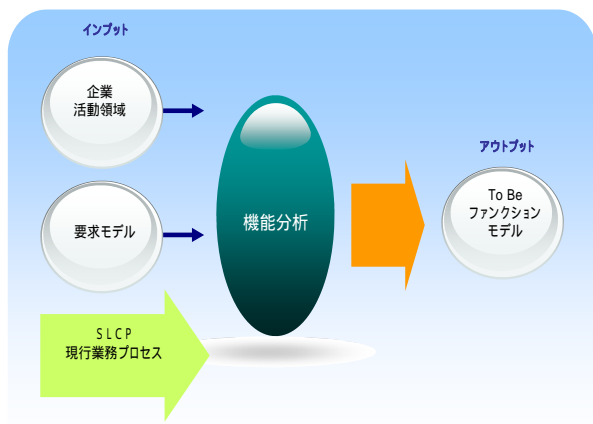 インプット
企業
活動領域
アウトプット
To Be
ファンクション
モデル
機能分析
要求モデル
SLCP
現行業務プロセス